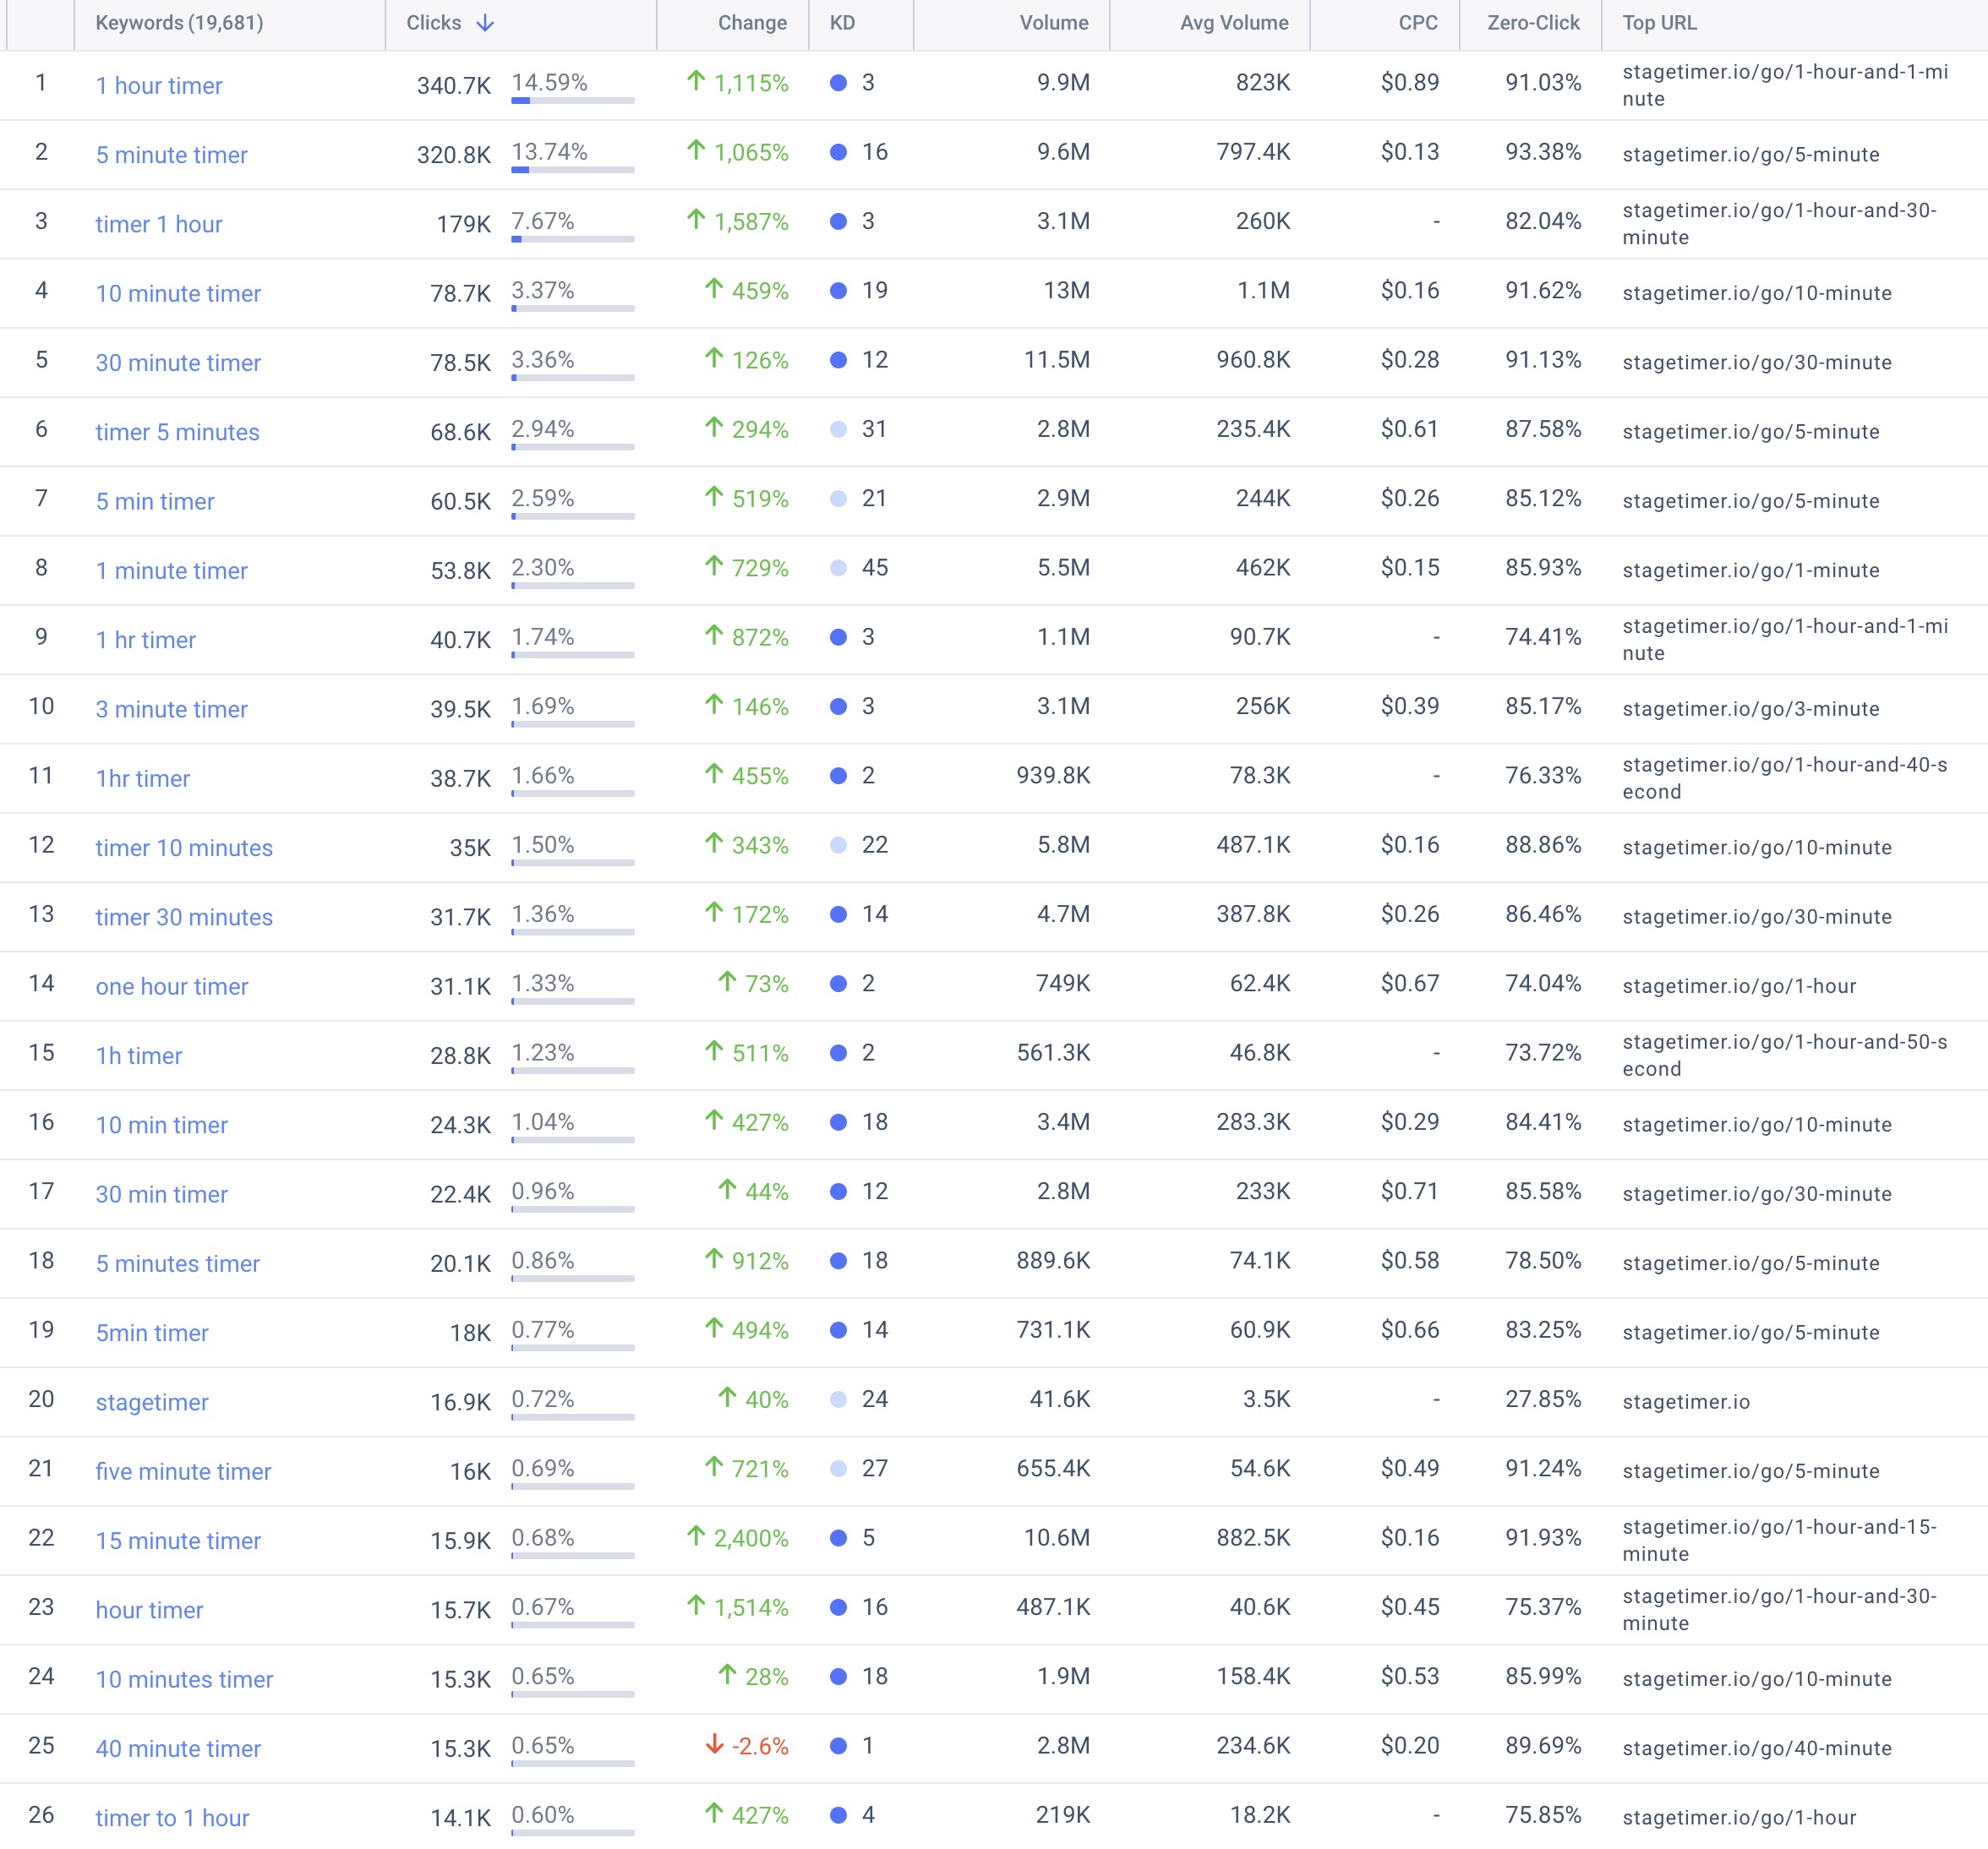 Keywords (19,681) Clicks Change KD Volume Avg Volume CPC Zero-Click Top URL
1 1 hour timer 340.7K 14.59% 1,115% 3 9.9M 823K $0.89 91.03% stagetimer.io/go/1-hour-and-1-mi
nute
2 5 minute timer 320.8K 13.74% 1,065% 16 9.6M 797.4K $0.13 93.38% stagetimer.io/go/5-minute
3 timer 1 hour 179K 7.67% 1,587% 3 3.1M 260K - 82.04% stagetimer.io/go/1-hour-and-30-
minute
4 10 minute timer 78.7K 3.37% 459% 19 13M 1.1M $0.16 91.62% stagetimer.io/go/10-minute
5 30 minute timer 78.5K 3.36% 126% 12 11.5M 960.8K $0.28 91.13% stagetimer.io/go/30-minute
6 timer 5 minutes 68.6K 2.94% 294% 31 2.8M 235.4K $0.61 87.58% stagetimer.io/go/5-minute
7 5 min timer 60.5K 2.59% 519% 21 2.9M 244K $0.26 85.12% stagetimer.io/go/5-minute
8 1 minute timer 53.8K 2.30% 729% 45 5.5M 462K $0.15 85.93% stagetimer.io/go/1-minute
9 1 hr timer 40.7K 1.74% 872% 3 1.1M 90.7K - 74.41% stagetimer.io/go/1-hour-and-1-mi
nute
10 3 minute timer 39.5K 1.69% 146% 3 3.1M 256K $0.39 85.17% stagetimer.io/go/3-minute
11 1hr timer 38.7K 1.66% 455% 2 939.8K 78.3K - 76.33% stagetimer.io/go/1-hour-and-40-s
econd
12 timer 10 minutes 35K 1.50% 343% 22 5.8M 487.1K $0.16 88.86% stagetimer.io/go/10-minute
13 timer 30 minutes 31.7K 1.36% 172% 14 4.7M 387.8K $0.26 86.46% stagetimer.io/go/30-minute
14 one hour timer 31.1K 1.33% 73% 2 749K 62.4K $0.67 74.04% stagetimer.io/go/1-hour
15 1h timer 28.8K 1.23% 511% 2 561.3K 46.8K - 73.72% stagetimer.io/go/1-hour-and-50-s
econd
16 10 min timer 24.3K 1.04% 427% 18 3.4M 283.3K $0.29 84.41% stagetimer.io/go/10-minute
17 30 min timer 22.4K 0.96% 44% 12 2.8M 233K $0.71 85.58% stagetimer.io/go/30-minute
18 5 minutes timer 20.1K 0.86% 912% 18 889.6K 74.1K $0.58 78.50% stagetimer.io/go/5-minute
19 5min timer 18K 0.77% 494% 14 731.1K 60.9K $0.66 83.25% stagetimer.io/go/5-minute
20 stagetimer 16.9K 0.72% 40% 24 41.6K 3.5K - 27.85% stagetimer.io
21 five minute timer 16K 0.69% 721% 27 655.4K 54.6K $0.49 91.24% stagetimer.io/go/5-minute
22 15 minute timer 15.9K 0.68% 2,400% 5 10.6M 882.5K $0.16 91.93% stagetimer.io/go/1-hour-and-15-
minute
23 hour timer 15.7K 0.67% 1,514% 16 487.1K 40.6K $0.45 75.37% stagetimer.io/go/1-hour-and-30-
minute
24 10 minutes timer 15.3K 0.65% 28% 18 1.9M 158.4K $0.53 85.99% stagetimer.io/go/10-minute
25 40 minute timer 15.3K 0.65% -2.6% 1 2.8M 234.6K $0.20 89.69% stagetimer.io/go/40-minute
26 timer to 1 hour 14.1K 0.60% 427% 4 219K 18.2K - 75.85% stagetimer.io/go/1-hour